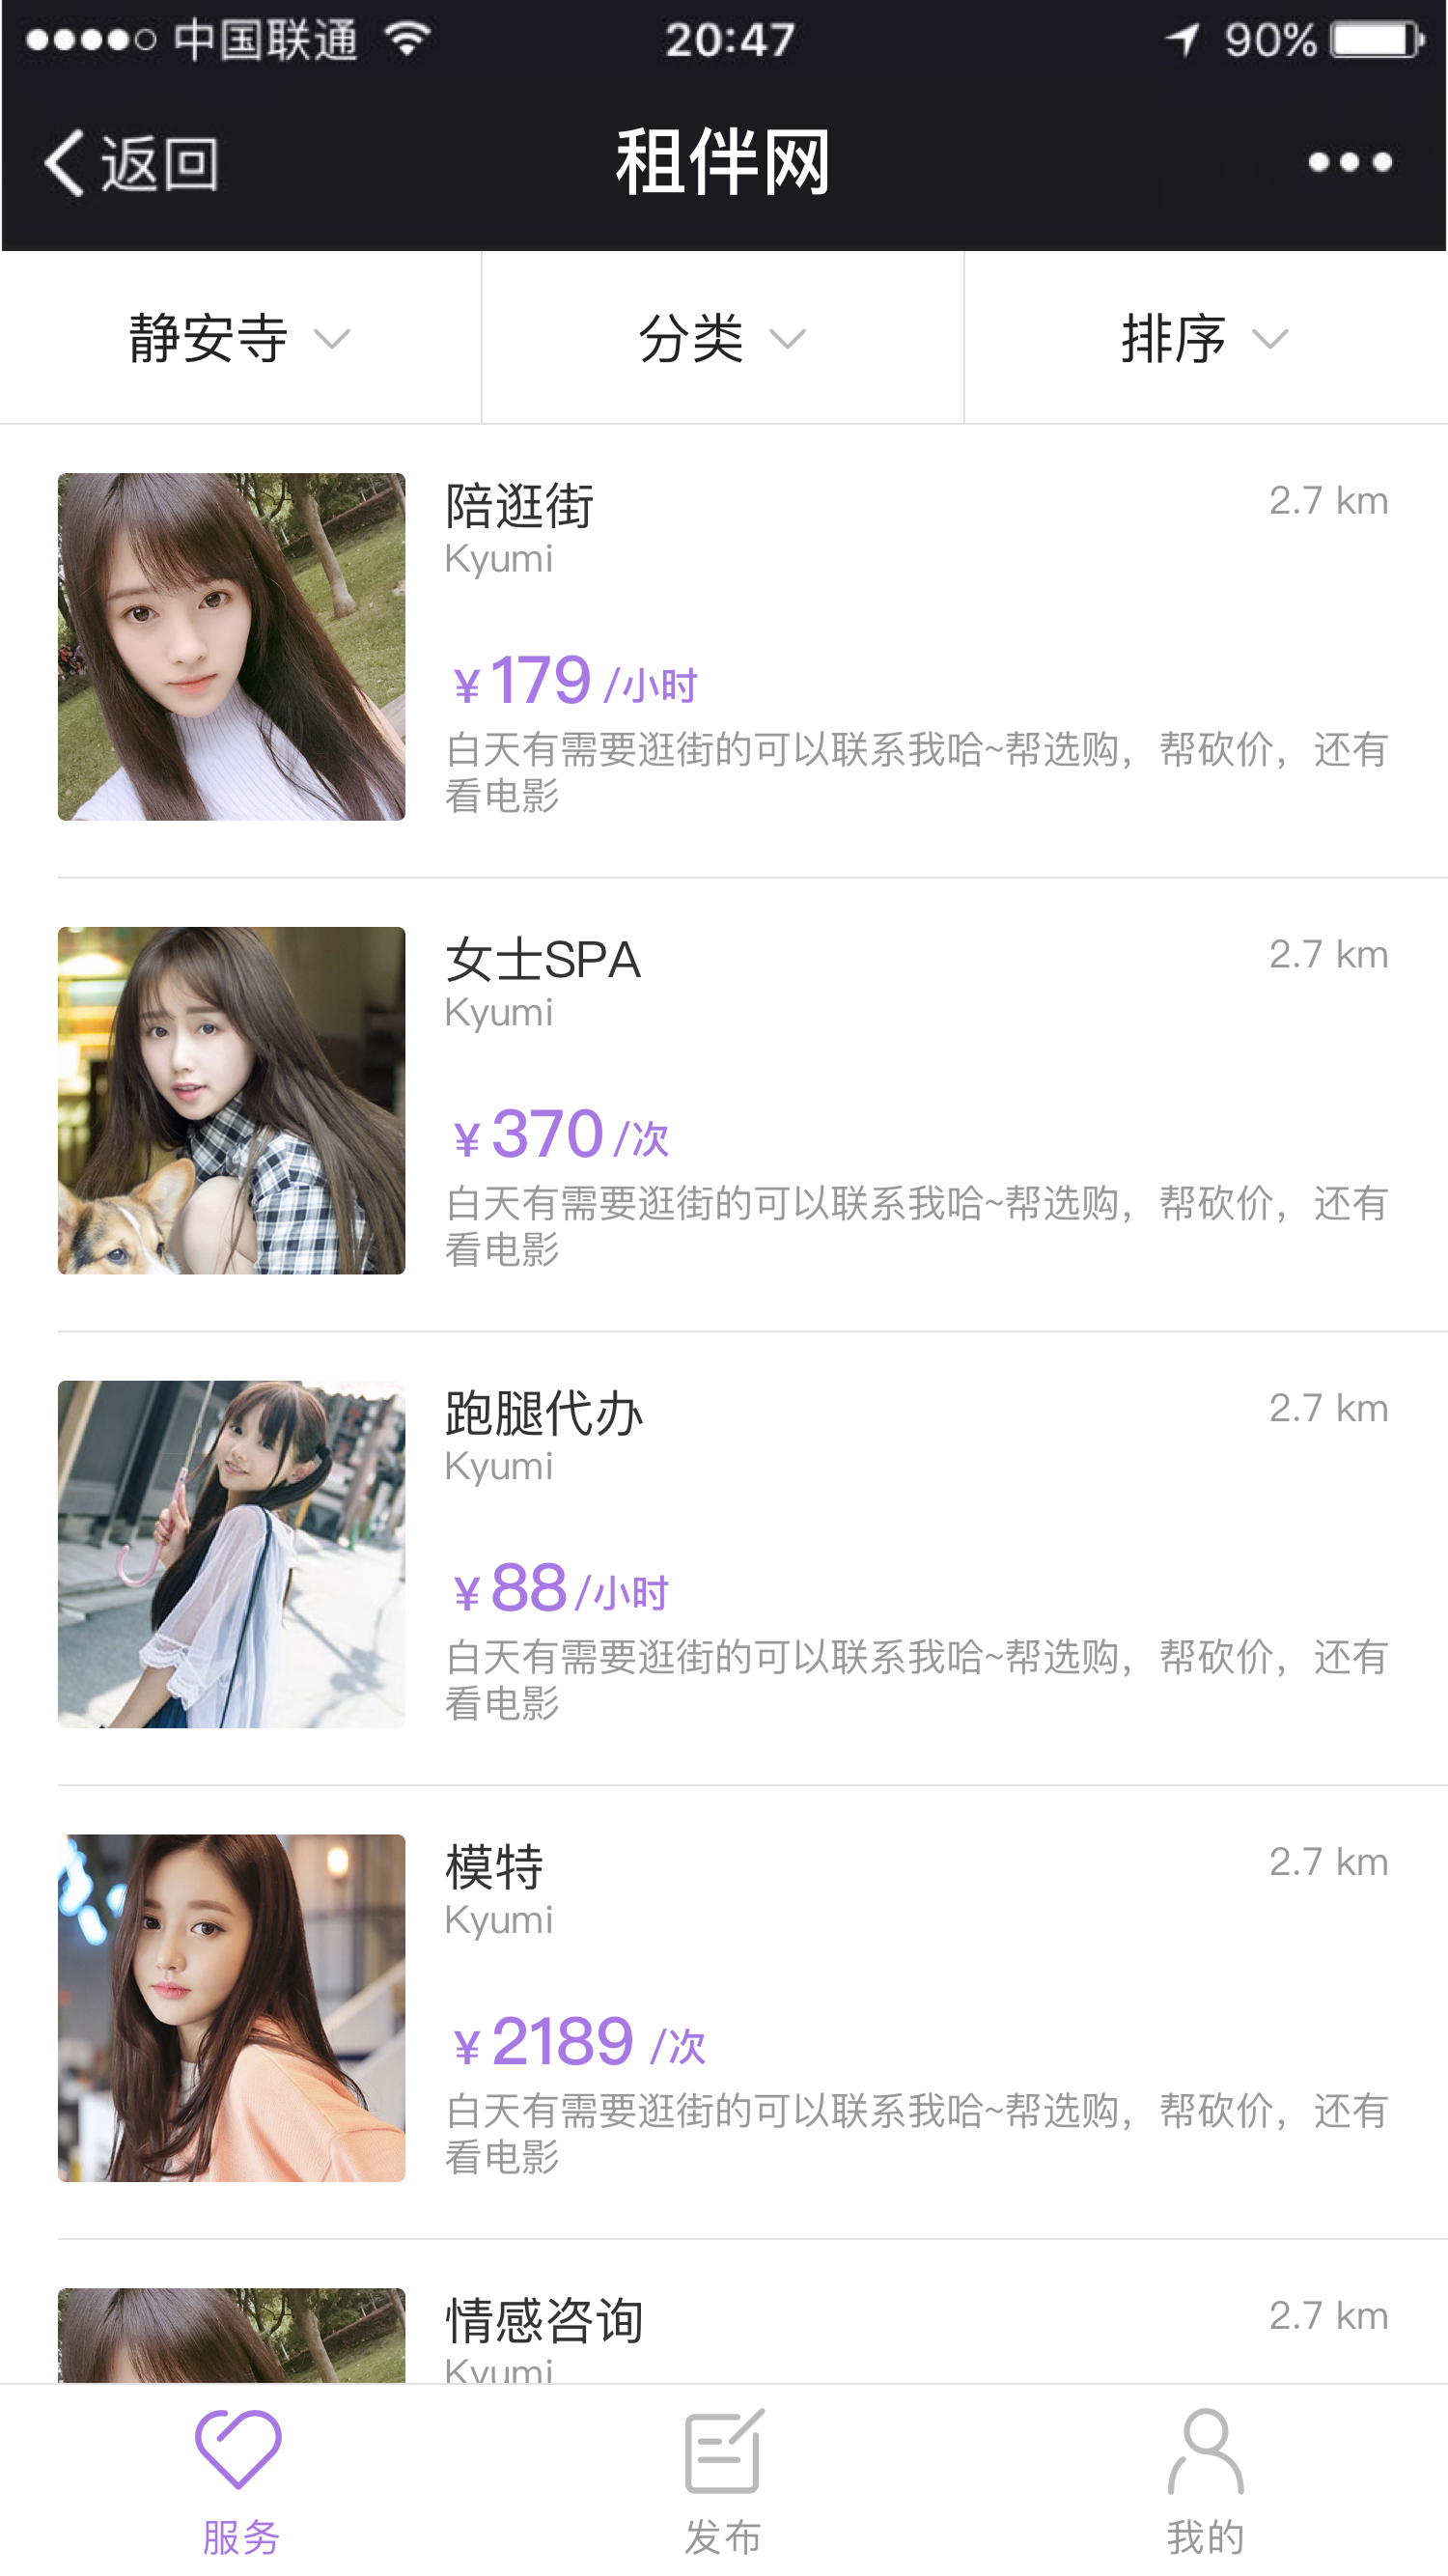 中国联通 20:47 90%
返回 租伴网
静安寺 分类 排序
陪逛街 2.7 km
Kyumi
¥179 /小时
白天有需要逛街的可以联系我哈~帮选购，帮砍价，还有
看电影
女士SPA 2.7 km
Kyumi
¥370/次
白天有需要逛街的可以联系我哈~帮选购，帮砍价，还有
看电影
跑腿代办 2.7 km
Kyumi
¥88/小时
白天有需要逛街的可以联系我哈~帮选购，帮砍价，还有
看电影
模特 2.7 km
Kyumi
¥2189 /次
白天有需要逛街的可以联系我哈~帮选购，帮砍价，还有
看电影
情感咨询 2.7 km
Kyumi
服务 发布 我的